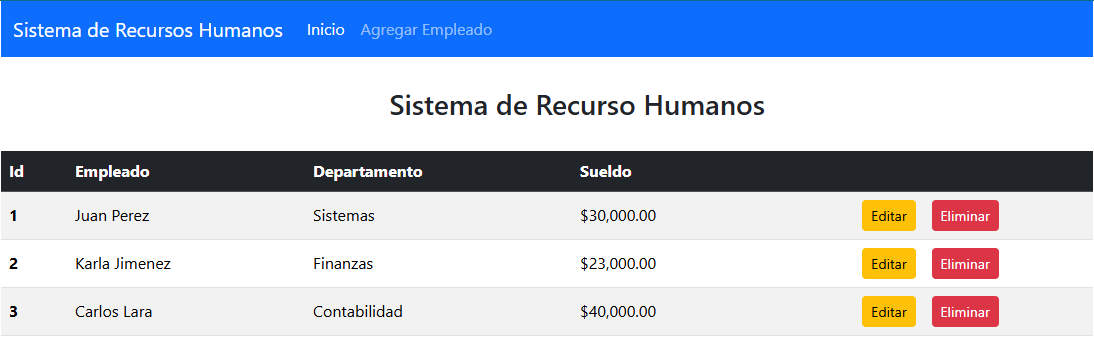 Sistema de Recursos Humanos Inicio Agregar Empleado
Sistema de Recurso Humanos
Id Empleado Departamento Sueldo
1 Juan Perez Sistemas $30,000.00 Editar Eliminar
2 Karla Jimenez Finanzas $23,000.00 Editar Eliminar
3 Carlos Lara Contabilidad $40,000.00 Editar Eliminar